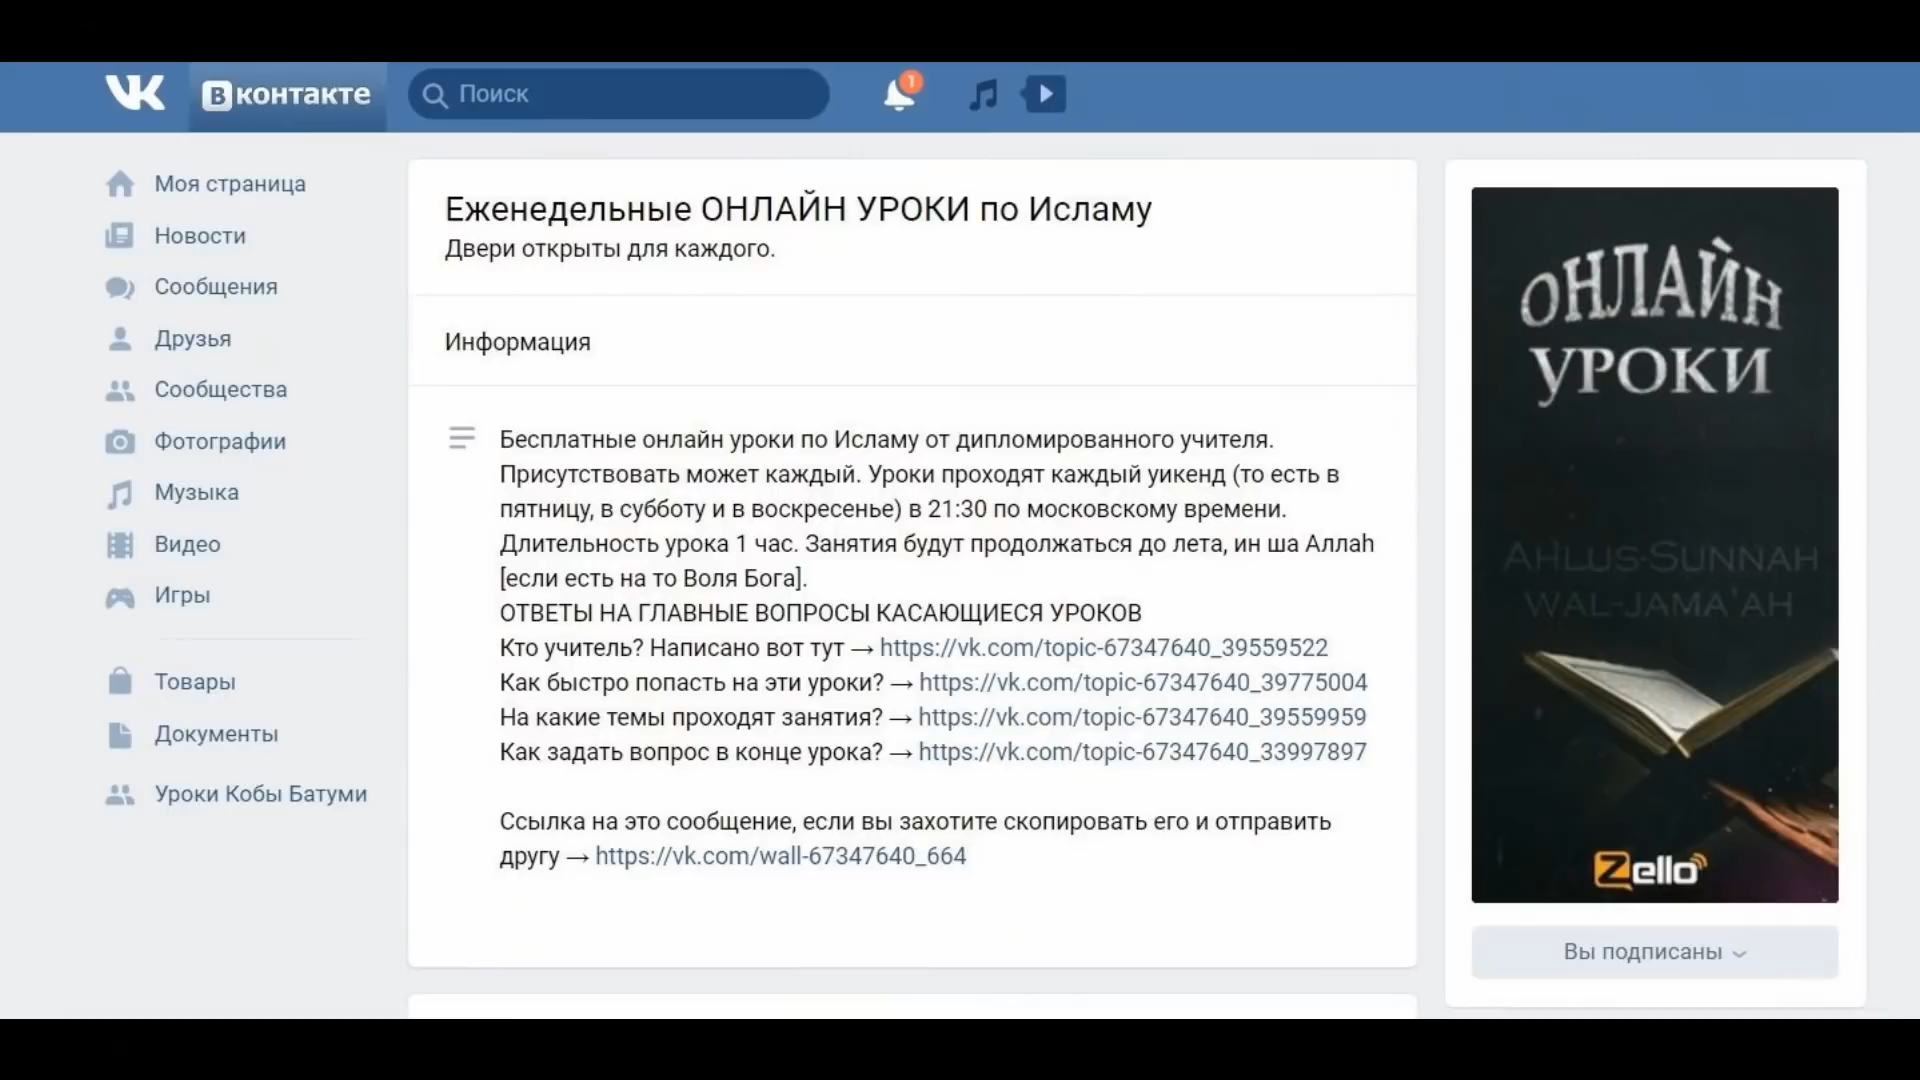 VK
Вконтакте
Поиск
1
Моя страница
Новости
Сообщения
Друзья
Сообщества
Фотографии
Музыка
Видео
Игры
Товары
Документы
Уроки Кобы Батуми
Еженедельные ОНЛАЙН УРОКИ по Исламу
Двери открыты для каждого.
Информация
Бесплатные онлайн уроки по Исламу от дипломированного учителя.
Присутствовать может каждый. Уроки проходят каждый уикенд (то есть в
пятницу, в субботу и в воскресенье) в 21:30 по московскому времени.
Длительность урока 1 час. Занятия будут продолжаться до лета, ин ша Аллаh
[если есть на то Воля Бога].
ОТВЕТЫ НА ГЛАВНЫЕ ВОПРОСЫ КАСАЮЩИЕСЯ УРОКОВ
Кто учитель? Написано вот тут → https://vk.com/topic-67347640_39559522
Как быстро попасть на эти уроки? → https://vk.com/topic-67347640_39775004
На какие темы проходят занятия? → https://vk.com/topic-67347640_39559959
Как задать вопрос в конце урока? → https://vk.com/topic-67347640_33997897
Ссылка на это сообщение, если вы захотите скопировать его и отправить
другу → https://vk.com/wall-67347640_664
ОНЛАЙН
УРОКИ
AHLUS-SUNNAH
WAL-JAMA'AH
Zello
Вы подписаны